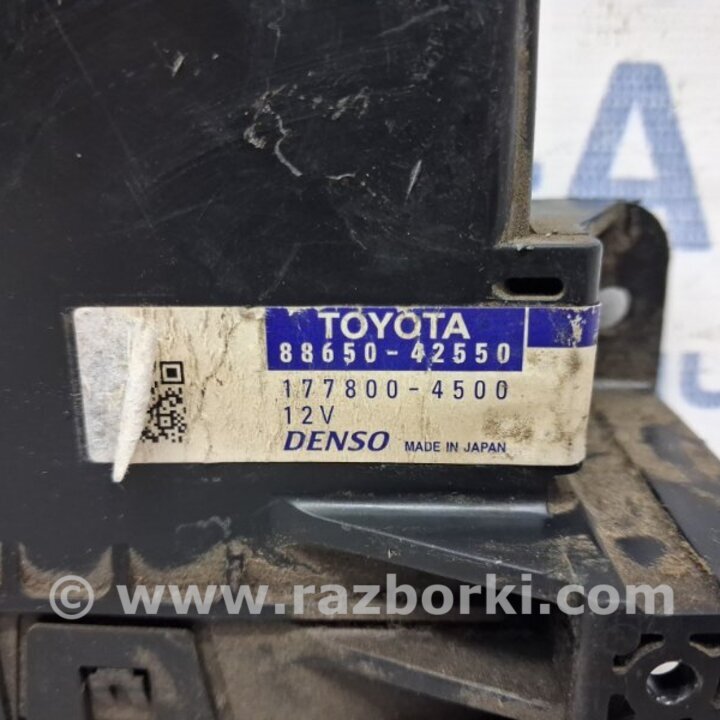 A
TOYOTA
88650-42550
177800-4500
12V
DENSO MADE IN JAPAN
© www.razborki.com